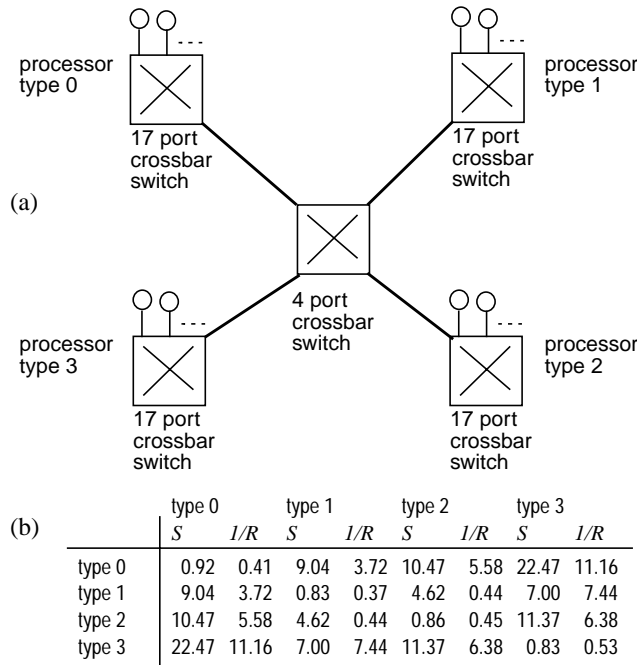 processor
type 0
processor
type 1
17 port
crossbar
switch
17 port
crossbar
switch
(a)
4 port
crossbar
switch
processor
type 3
processor
type 2
17 port
crossbar
switch
17 port
crossbar
switch
(b)
type 0 type 1 type 2 type 3
S 1/R S 1/R S 1/R S 1/R
type 0 0.92 0.41 9.04 3.72 10.47 5.58 22.47 11.16
type 1 9.04 3.72 0.83 0.37 4.62 0.44 7.00 7.44
type 2 10.47 5.58 4.62 0.44 0.86 0.45 11.37 6.38
type 3 22.47 11.16 7.00 7.44 11.37 6.38 0.83 0.53